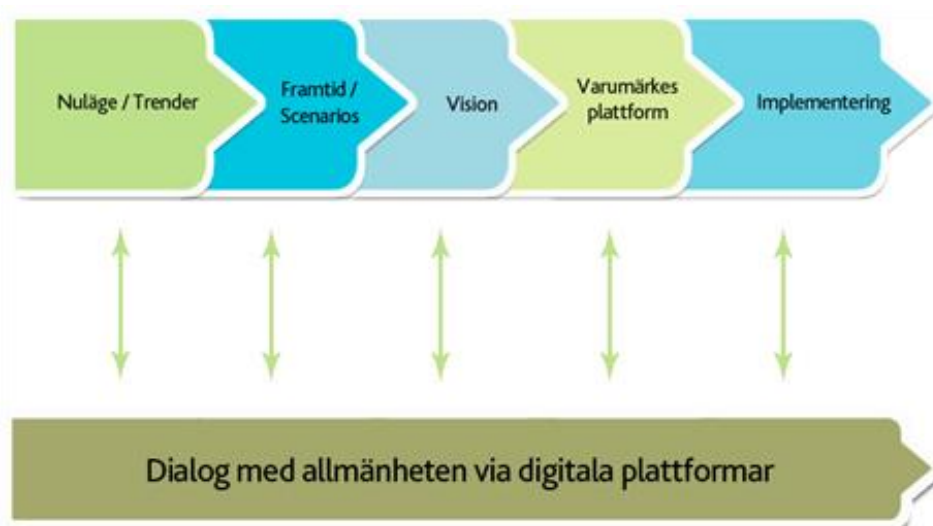 Nuläge / Trender
Framtid /
Scenarios
Vision
Varumärkes
plattform
Implementering
Dialog med allmänheten via digitala plattformar